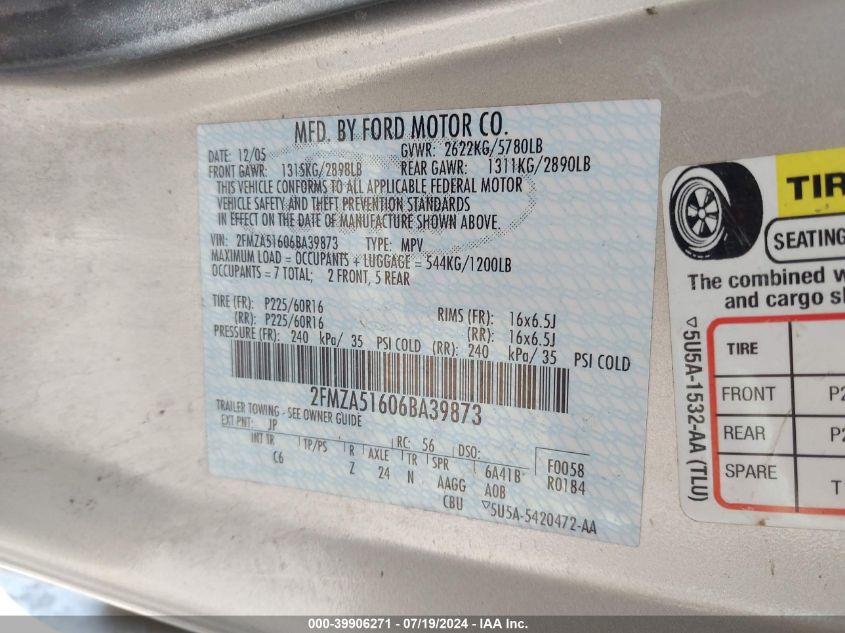 MFD. BY FORD MOTOR CO.
DATE: 12/05 GVWR: 2622KG/5780LB
FRONT GAWR: 1315KG/2898LB REAR GAWR: 1311KG/2890LB
THIS VEHICLE CONFORMS TO ALL APPLICABLE FEDERAL MOTOR
VEHICLE SAFETY AND THEFT PREVENTION STANDARDS
IN EFFECT ON THE DATE OF MANUFACTURE SHOWN ABOVE.
VIN: 2FMZA51606BA39873 TYPE: MPV
MAXIMUM LOAD = OCCUPANTS + LUGGAGE = 544KG/1200LB
OCCUPANTS = 7 TOTAL; 2 FRONT, 5 REAR
TIRE (FR): P225/60R16 RIMS (FR): 16x6.5J
(RR): P225/60R16 (RR): 16x6.5J
PRESSURE (FR): 240 kPa/ 35 PSI COLD (RR): 240 kPa/ 35 PSI COLD
2FMZA51606BA39873
TRAILER TOWING - SEE OWNER GUIDE
EXT PNT: JP RC: 56 DSO: F0058
INT TR TP/PS R AXLE TR SPR 6A41B R0184
C6 Z 24 N AAGG A0B
CBU ▽5U5A-5420472-AA
TIR
SEATING
The combined w
and cargo sh
TIRE
FRONT P2
REAR P2
SPARE T
▽5U5A-1532-AA (TLU)
000-39906271 - 07/19/2024 - IAA Inc.